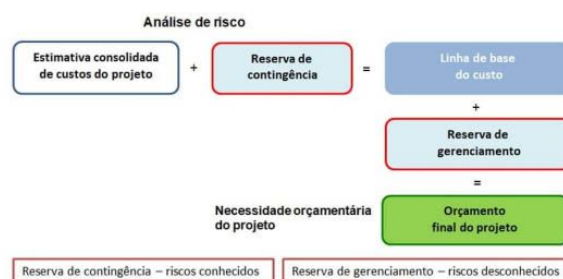 Análise de risco
Estimativa consolidada
de custos do projeto
+
Reserva de
contingência
=
Linha de base
do custo
+
Reserva de
gerenciamento
=
Necessidade orçamentária
do projeto
Orçamento
final do projeto
Reserva de contingência – riscos conhecidos
Reserva de gerenciamento – riscos desconhecidos